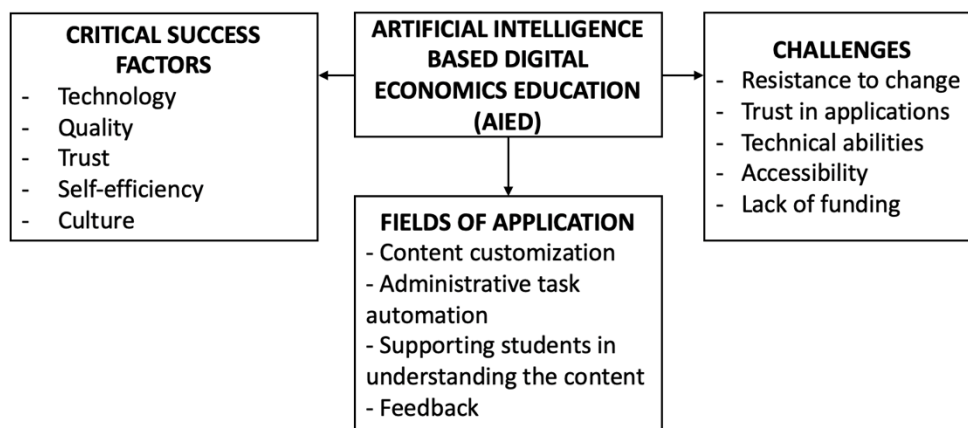 CRITICAL SUCCESS
FACTORS
- Technology
- Quality
- Trust
- Self-efficiency
- Culture
ARTIFICIAL INTELLIGENCE
BASED DIGITAL
ECONOMICS EDUCATION
(AIED)
CHALLENGES
- Resistance to change
- Trust in applications
- Technical abilities
- Accessibility
- Lack of funding
FIELDS OF APPLICATION
- Content customization
- Administrative task
automation
- Supporting students in
understanding the content
- Feedback